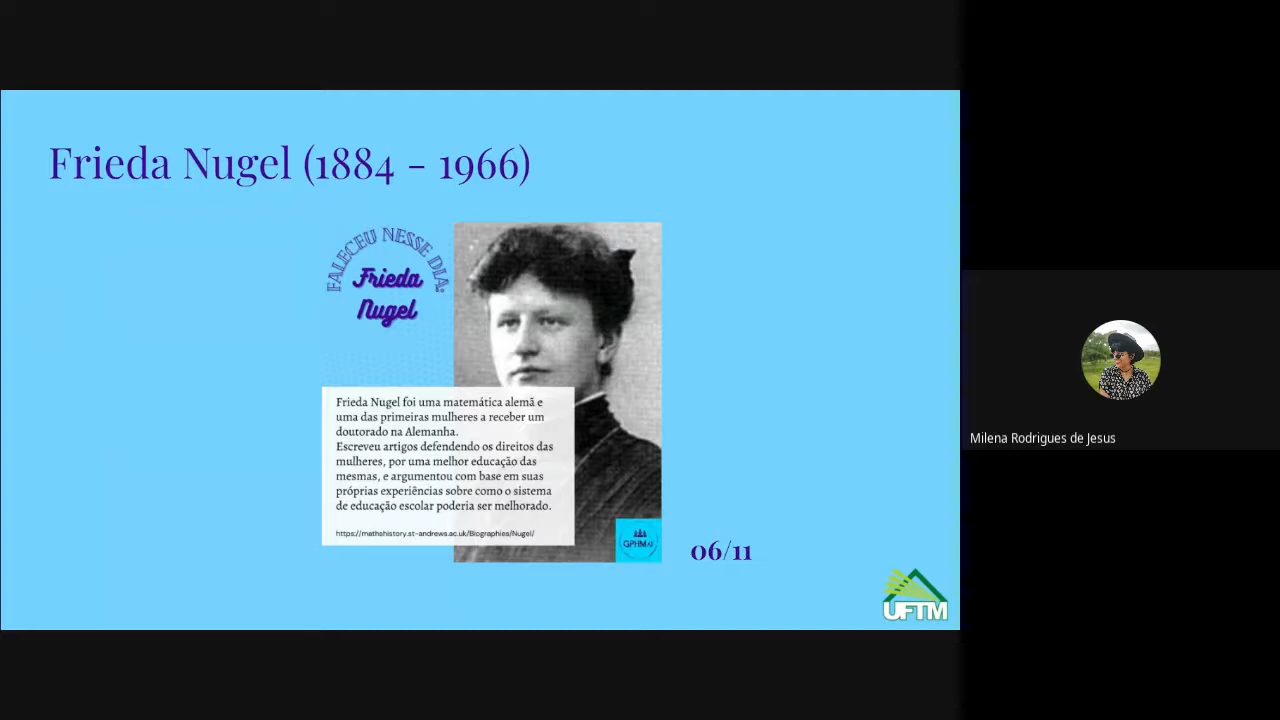 Frieda Nugel (1884 - 1966)
FALECEU NESSE DIA:
Frieda
Nugel
Frieda Nugel foi uma matemática alemã e
uma das primeiras mulheres a receber um
doutorado na Alemanha.
Escreveu artigos defendendo os direitos das
mulheres, por uma melhor educação das
mesmas, e argumentou com base em suas
próprias experiências sobre como o sistema
de educação escolar poderia ser melhorado.
https://mathshistory.st-andrews.ac.uk/Biographies/Nugel/
GPHMat
06/11
UFTM
Milena Rodrigues de Jesus